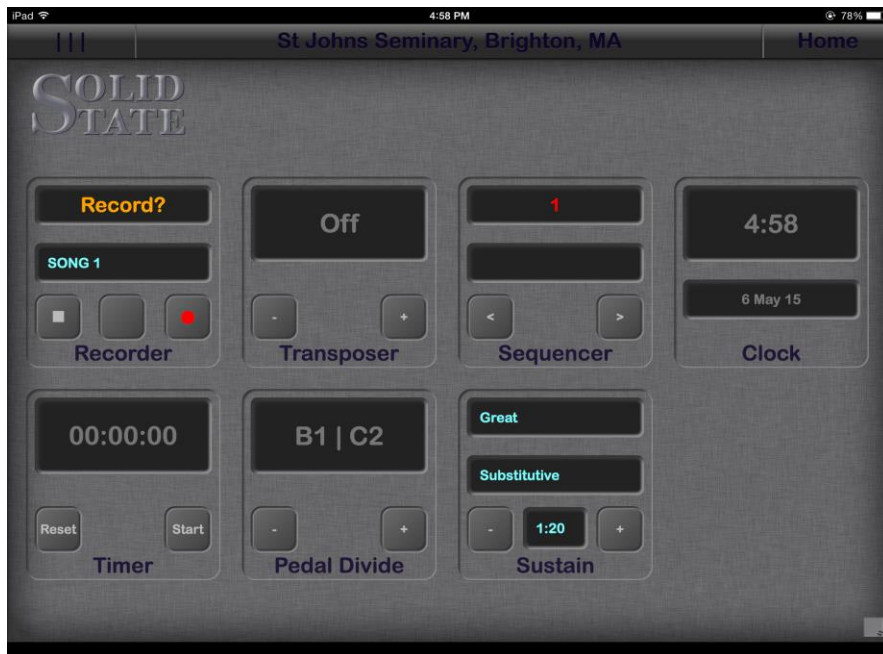 iPad 4:58 PM 78%
||| St Johns Seminary, Brighton, MA Home
SOLID
STATE
Record?
SONG 1
Recorder
Off
- +
Transposer
1
< >
Sequencer
4:58
6 May 15
Clock
00:00:00
Reset Start
Timer
B1 | C2
- +
Pedal Divide
Great
Substitutive
- 1:20 +
Sustain